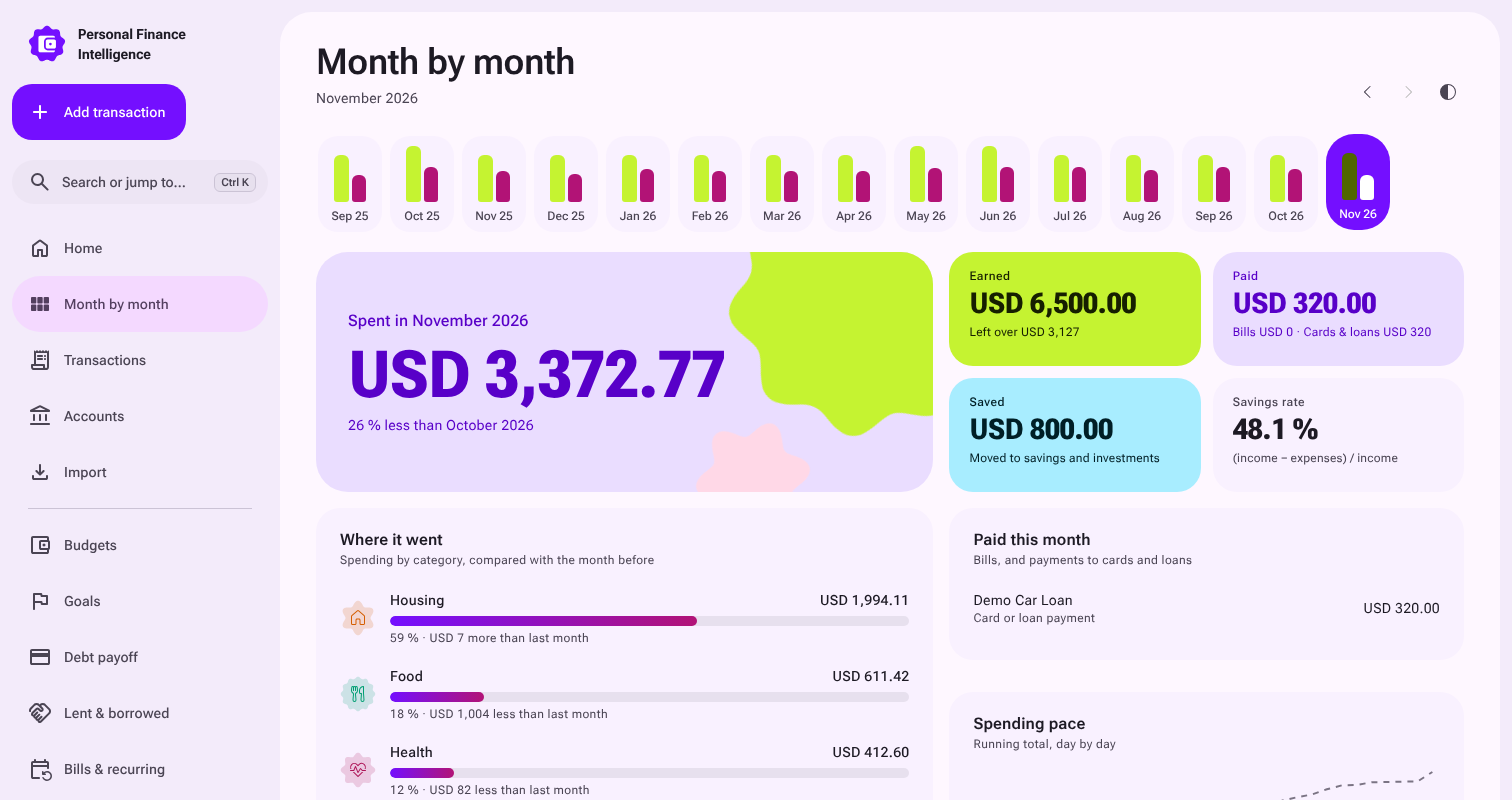 Personal Finance
Intelligence
Add transaction
Search or jump to...
Ctrl K
Home
Month by month
Transactions
Accounts
Import
Budgets
Goals
Debt payoff
Lent & borrowed
Bills & recurring
Month by month
November 2026
Sep 25
Oct 25
Nov 25
Dec 25
Jan 26
Feb 26
Mar 26
Apr 26
May 26
Jun 26
Jul 26
Aug 26
Sep 26
Oct 26
Nov 26
Spent in November 2026
USD 3,372.77
26 % less than October 2026
Earned
USD 6,500.00
Left over USD 3,127
Paid
USD 320.00
Bills USD 0 · Cards & loans USD 320
Saved
USD 800.00
Moved to savings and investments
Savings rate
48.1 %
(income − expenses) / income
Where it went
Spending by category, compared with the month before
Housing
USD 1,994.11
59 % · USD 7 more than last month
Food
USD 611.42
18 % · USD 1,004 less than last month
Health
USD 412.60
12 % · USD 82 less than last month
Paid this month
Bills, and payments to cards and loans
Demo Car Loan
Card or loan payment
USD 320.00
Spending pace
Running total, day by day